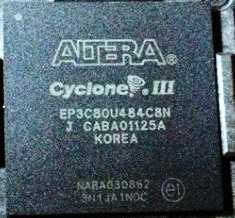 ALTERA
Cyclone III
EP3C80U484C8N
J CABA01125A
KOREA
NABA030862
3N1JA1N0C
e1